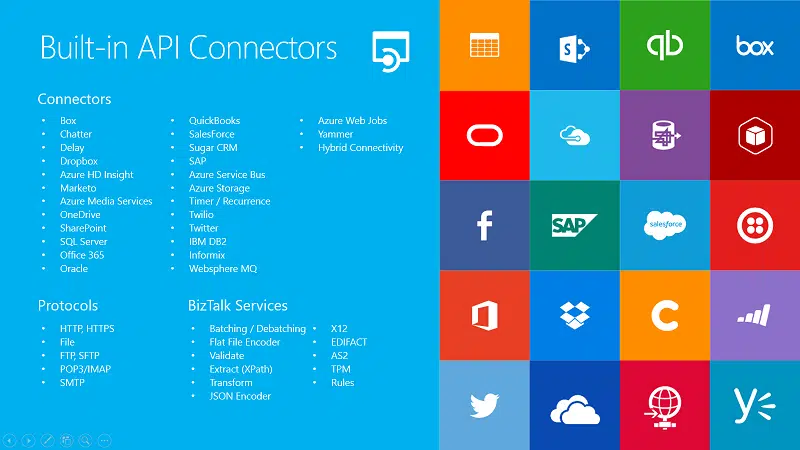 Built-in API Connectors
Connectors
• Box
• Chatter
• Delay
• Dropbox
• Azure HD Insight
• Marketo
• Azure Media Services
• OneDrive
• SharePoint
• SQL Server
• Office 365
• Oracle
• QuickBooks
• SalesForce
• Sugar CRM
• SAP
• Azure Service Bus
• Azure Storage
• Timer / Recurrence
• Twilio
• Twitter
• IBM DB2
• Informix
• Websphere MQ
• Azure Web Jobs
• Yammer
• Hybrid Connectivity
Protocols
• HTTP, HTTPS
• File
• FTP, SFTP
• POP3/IMAP
• SMTP
BizTalk Services
• Batching / Debatching
• Flat File Encoder
• Validate
• Extract (XPath)
• Transform
• JSON Encoder
• X12
• EDIFACT
• AS2
• TPM
• Rules
S
qb
box
f
SAP
salesforce
C
y